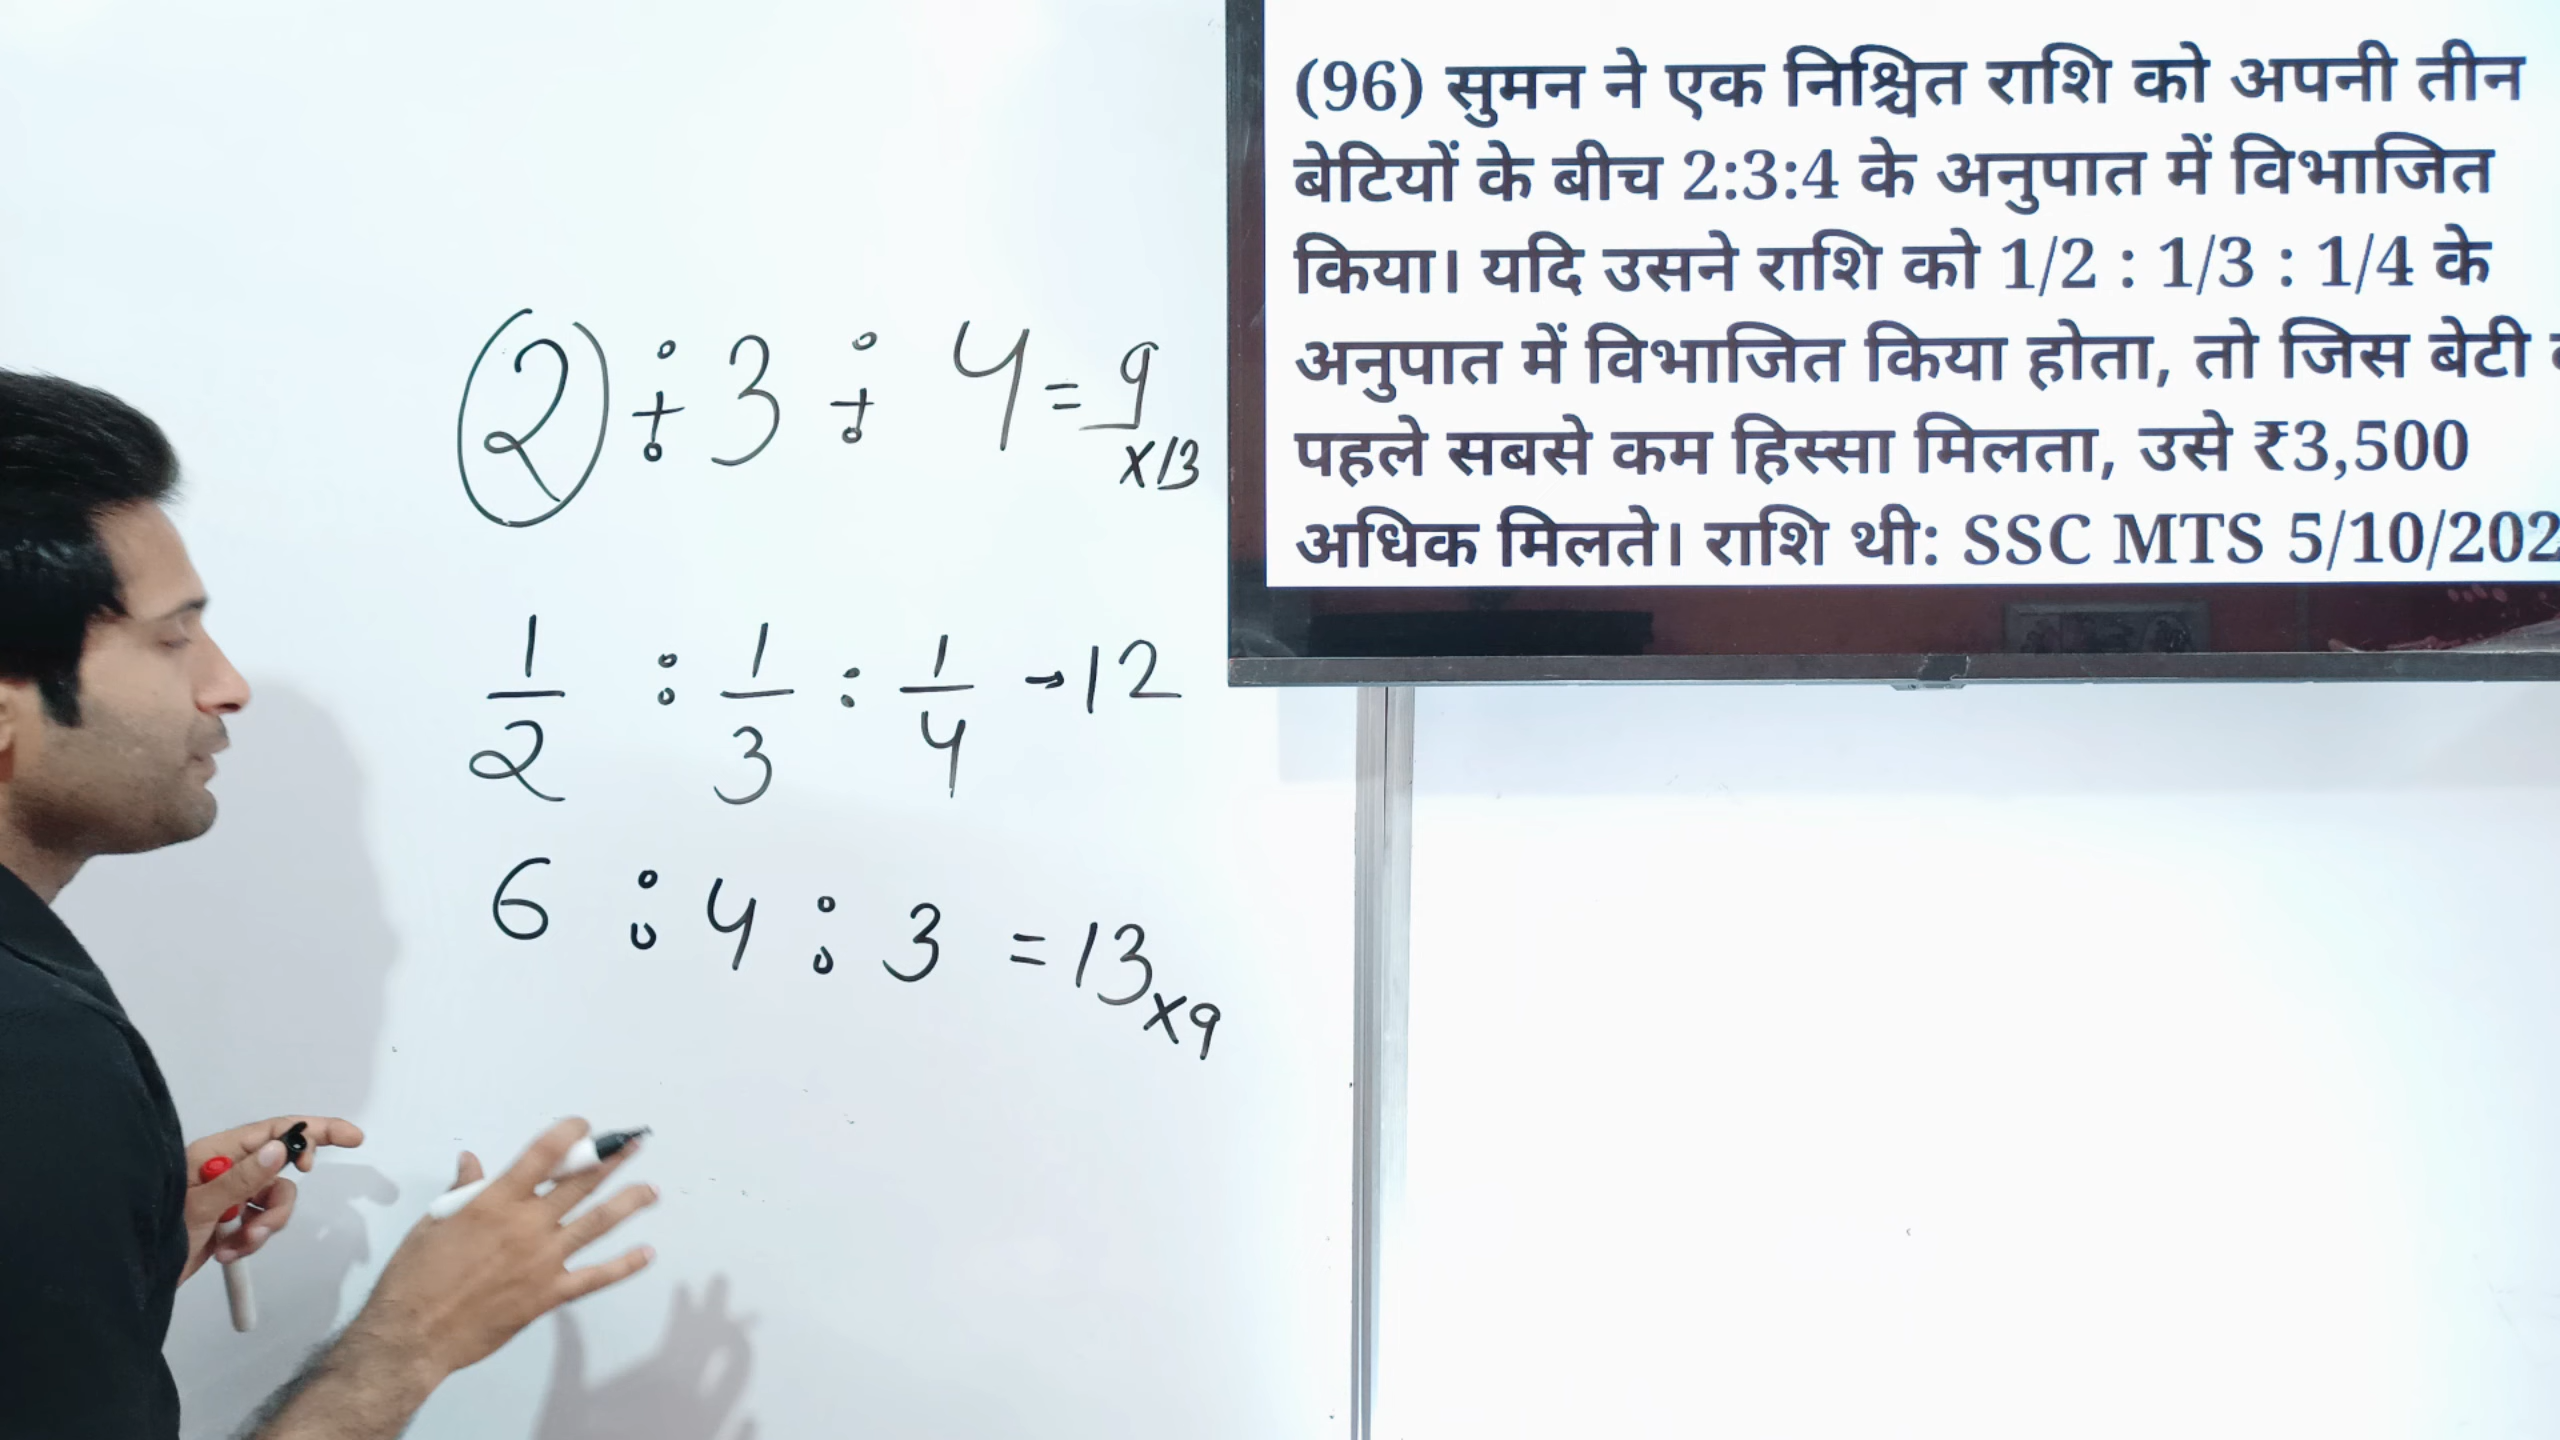 2 : 3 : 4 = 9
+ +
x13
1/2 : 1/3 : 1/4 → 12
6 : 4 : 3 = 13
x9
(96) सुमन ने एक निश्चित राशि को अपनी तीन
बेटियों के बीच 2:3:4 के अनुपात में विभाजित
किया। यदि उसने राशि को 1/2 : 1/3 : 1/4 के
अनुपात में विभाजित किया होता, तो जिस बेटी
पहले सबसे कम हिस्सा मिलता, उसे ₹3,500
अधिक मिलते। राशि थी: SSC MTS 5/10/202